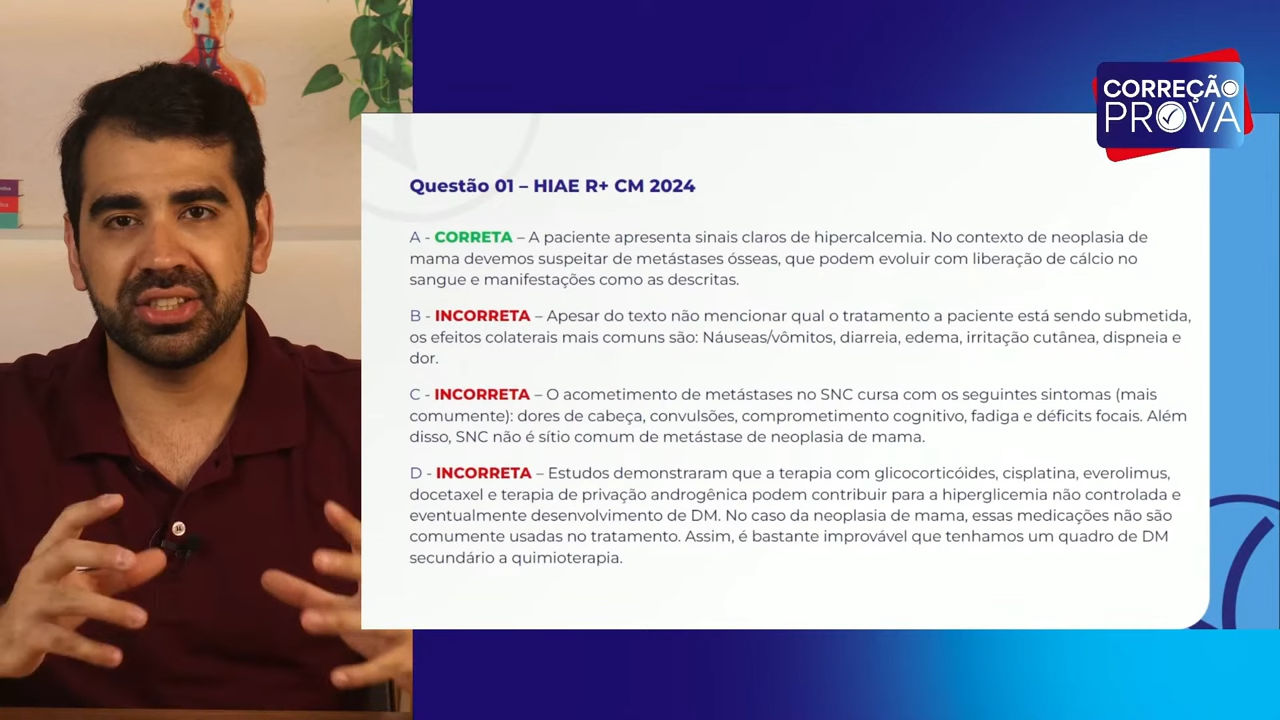 CORREÇÃO
PROVA
Questão 01 – HIAE R+ CM 2024
A - CORRETA – A paciente apresenta sinais claros de hipercalcemia. No contexto de neoplasia de
mama devemos suspeitar de metástases ósseas, que podem evoluir com liberação de cálcio no
sangue e manifestações como as descritas.
B - INCORRETA – Apesar do texto não mencionar qual o tratamento a paciente está sendo submetida,
os efeitos colaterais mais comuns são: Náuseas/vômitos, diarreia, edema, irritação cutânea, dispneia e
dor.
C - INCORRETA – O acometimento de metástases no SNC cursa com os seguintes sintomas (mais
comumente): dores de cabeça, convulsões, comprometimento cognitivo, fadiga e déficits focais. Além
disso, SNC não é sítio comum de metástase de neoplasia de mama.
D - INCORRETA – Estudos demonstraram que a terapia com glicocorticóides, cisplatina, everolimus,
docetaxel e terapia de privação androgênica podem contribuir para a hiperglicemia não controlada e
eventualmente desenvolvimento de DM. No caso da neoplasia de mama, essas medicações não são
comumente usadas no tratamento. Assim, é bastante improvável que tenhamos um quadro de DM
secundário a quimioterapia.